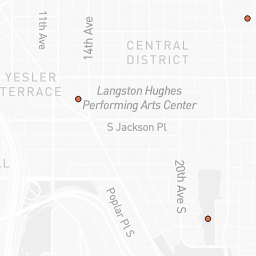 11th Ave
14th Ave
CENTRAL
DISTRICT
YESLER
TERRACE
Langston Hughes
Performing Arts Center
S Jackson Pl
20th Ave S
Poplar Pl S